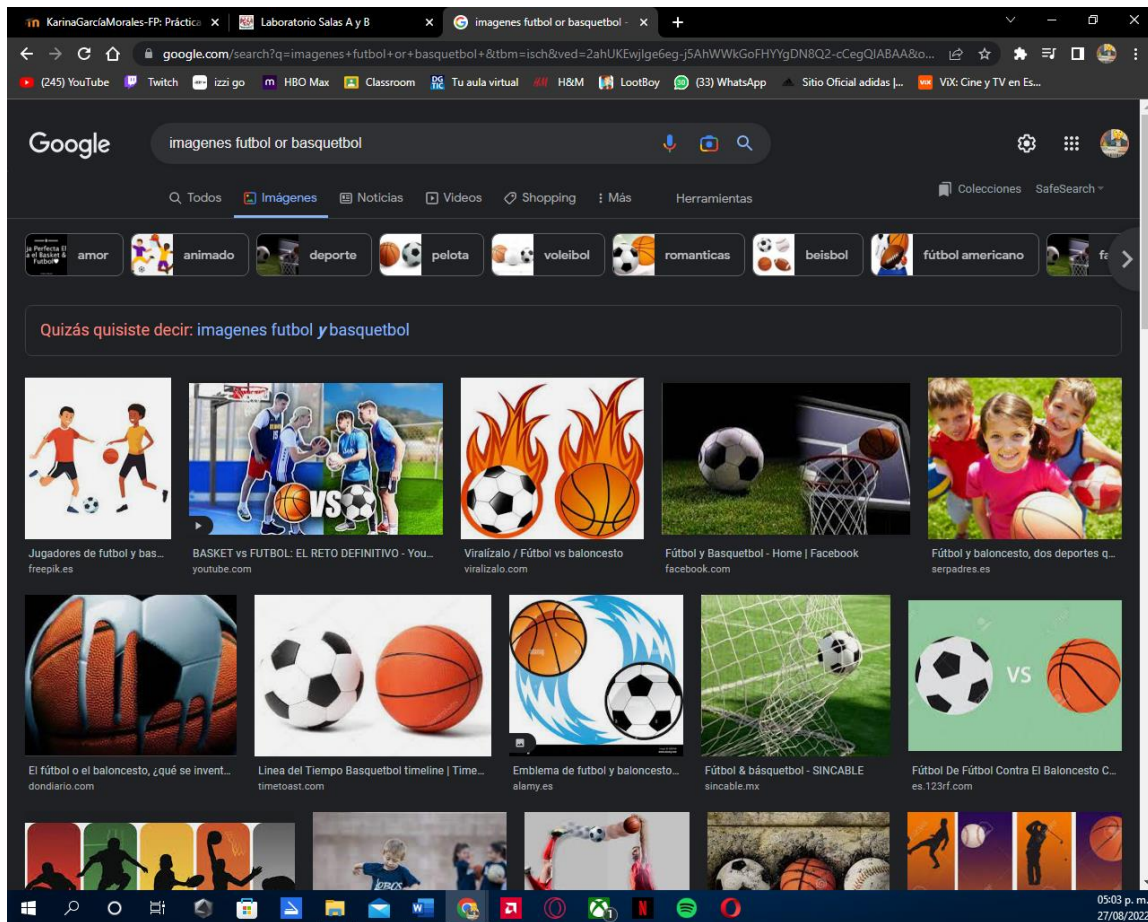 KarinaGarcíaMorales-FP: Práctica
Laboratorio Salas A y B
imagenes futbol or basquetbol -
google.com/search?q=imagenes+futbol+or+basquetbol+&tbm=isch&ved=2ahUKEwjlge6eg-j5AhWWkGoFHYYgDN8Q2-cCegQIABAA&o...
(245) YouTube
Twitch
izzi go
HBO Max
Classroom
Tu aula virtual
H&M
LootBoy
(33) WhatsApp
Sitio Oficial adidas |...
ViX: Cine y TV en Es...
Google
imagenes futbol or basquetbol
Todos
Imágenes
Noticias
Videos
Shopping
Más
Herramientas
Colecciones
SafeSearch
amor
animado
deporte
pelota
voleibol
romanticas
beisbol
fútbol americano
Quizás quisiste decir: imagenes futbol y basquetbol
VS
VS
Jugadores de futbol y bas...
BASKET vs FUTBOL: EL RETO DEFINITIVO - You...
Viralízalo / Fútbol vs baloncesto
Fútbol y Basquetbol - Home | Facebook
Fútbol y baloncesto, dos deportes q...
freepik.es
youtube.com
viralizalo.com
facebook.com
serpadres.es
El fútbol o el baloncesto, ¿qué se invent...
Linea del Tiempo Basquetbol timeline | Time...
Emblema de futbol y baloncesto...
Fútbol & básquetbol - SINCABLE
Fútbol De Fútbol Contra El Baloncesto C...
dondiario.com
timetoast.com
alamy.es
sincable.mx
es.123rf.com
LOBOS
05:03 p. m.
27/08/2022